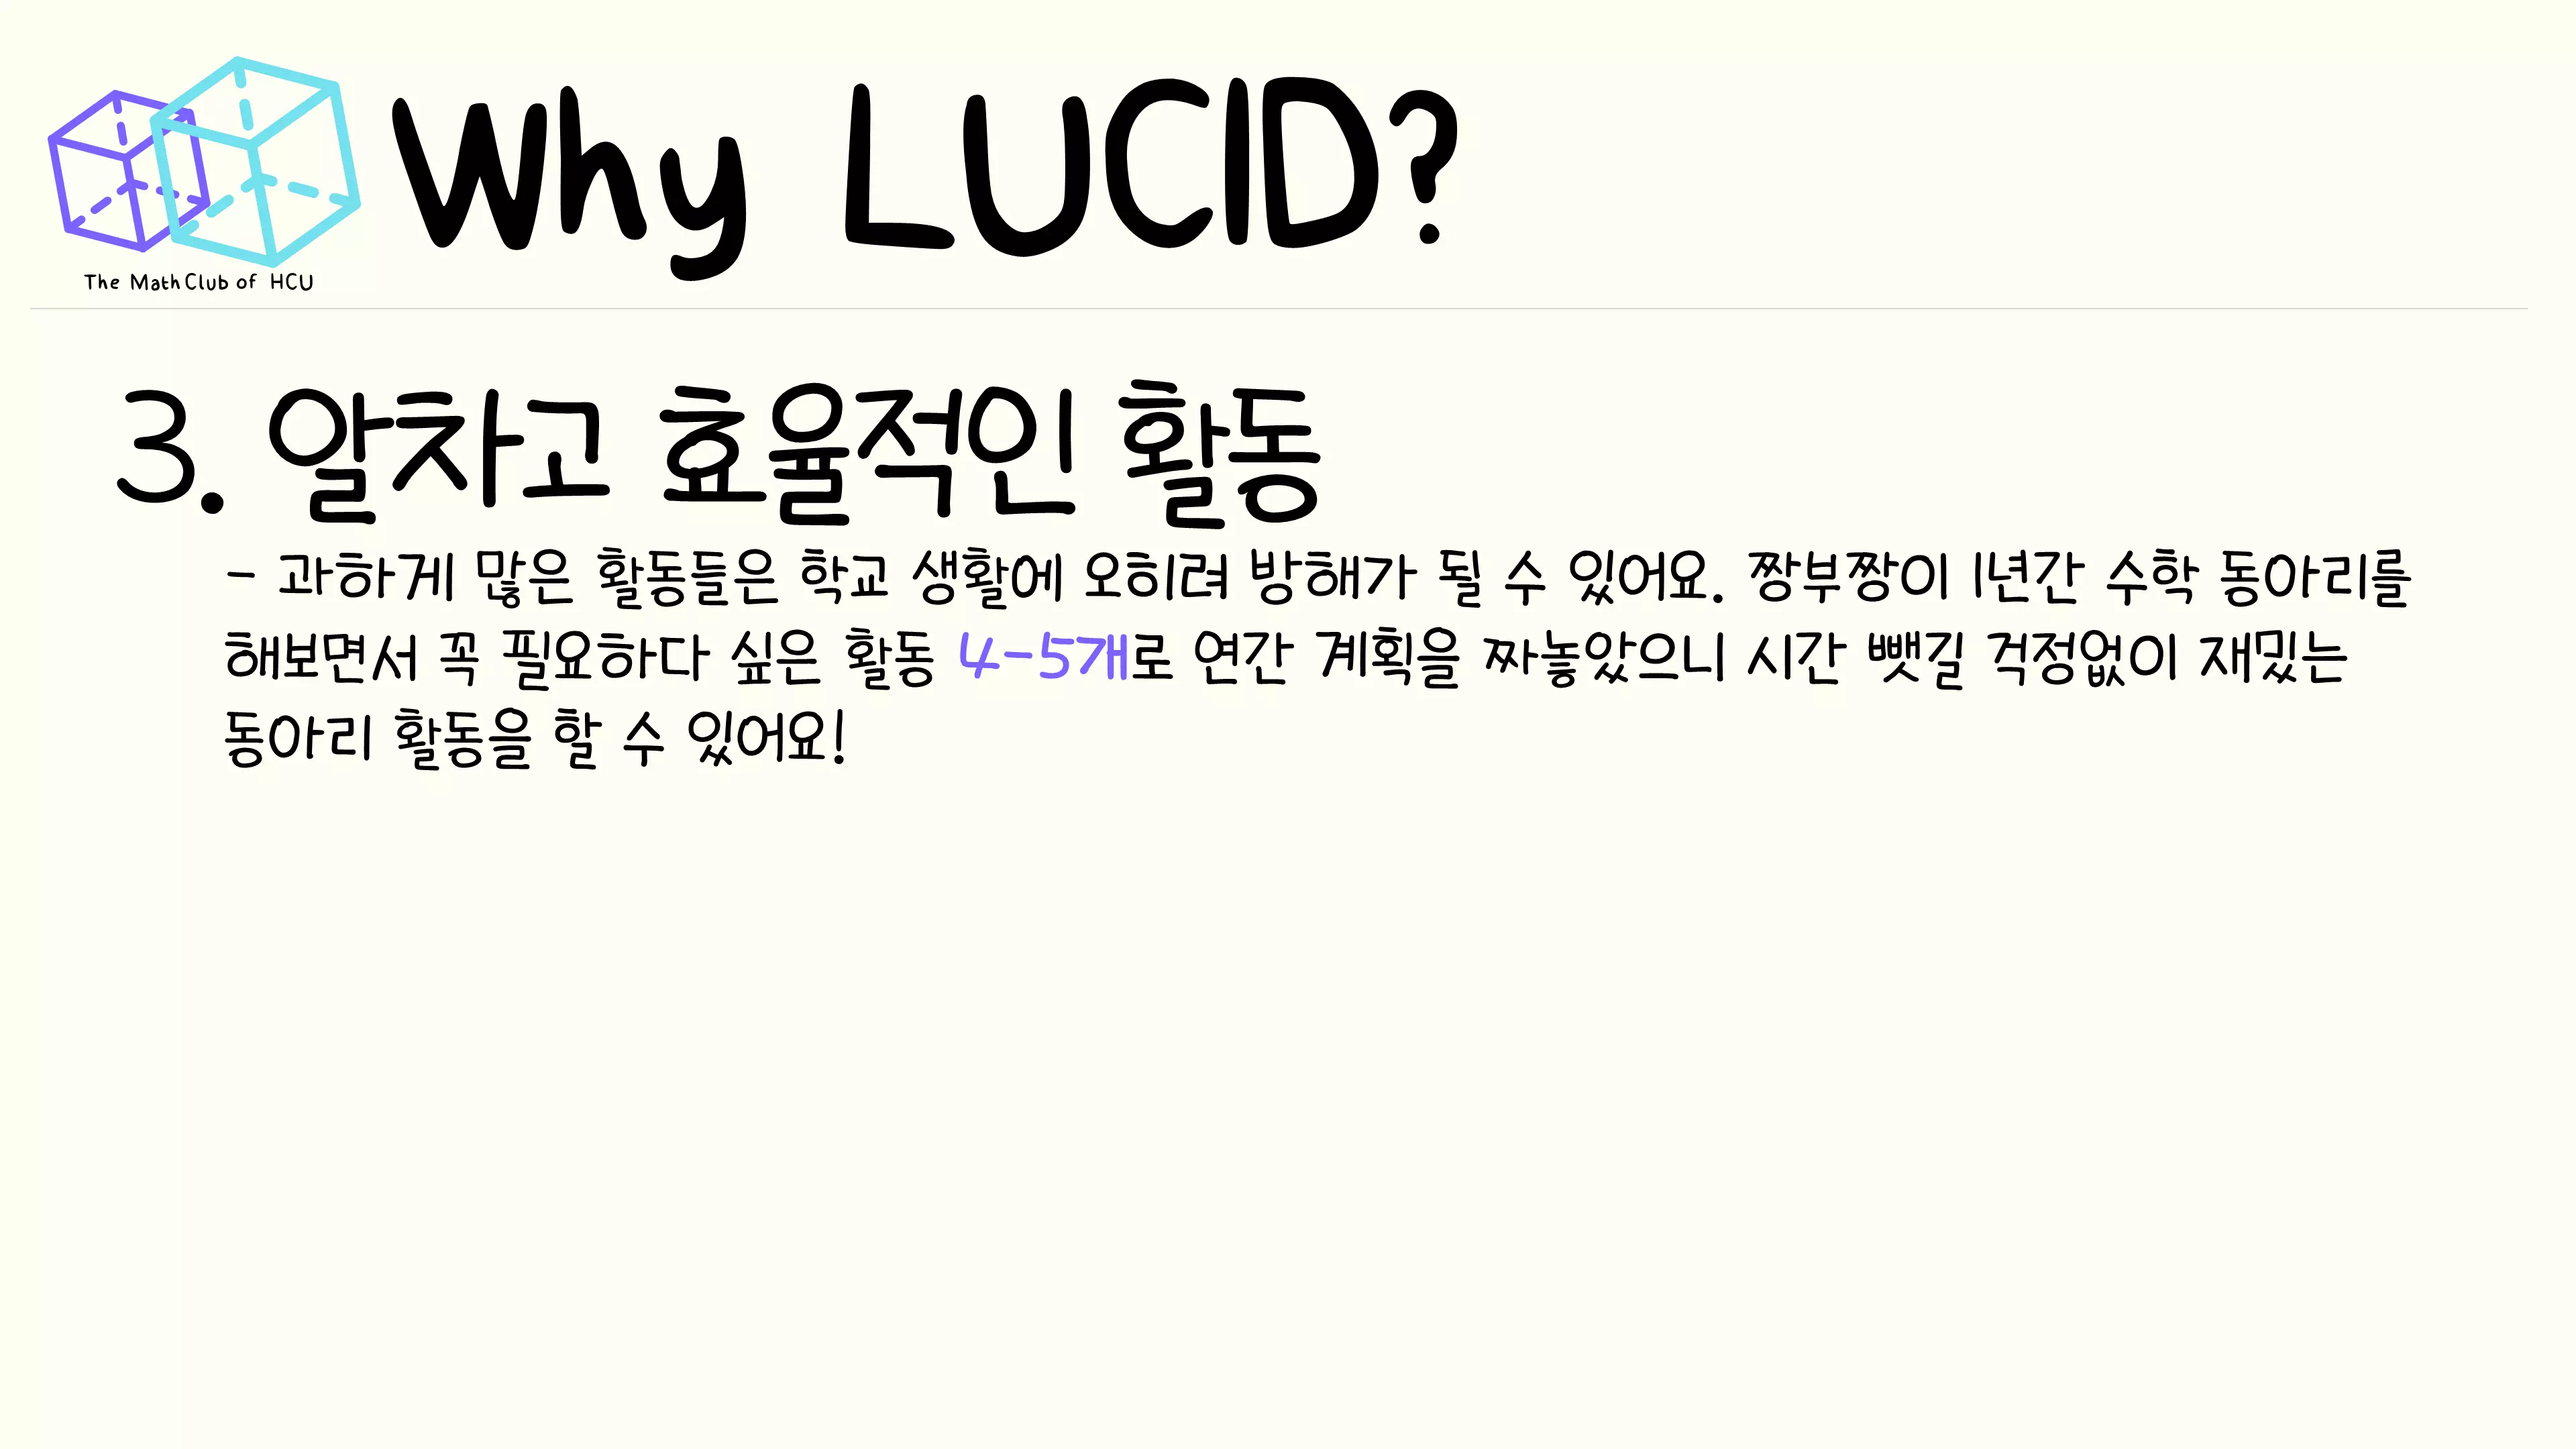 Why LUCID?
The Math Club of HCU
3. 알차고 효율적인 활동
- 과하게 많은 활동들은 학교 생활에 오히려 방해가 될 수 있어요. 짱부짱이 1년간 수학 동아리를
해보면서 꼭 필요하다 싶은 활동 4-5개로 연간 계획을 짜놓았으니 시간 뺏길 걱정없이 재밌는
동아리 활동을 할 수 있어요!